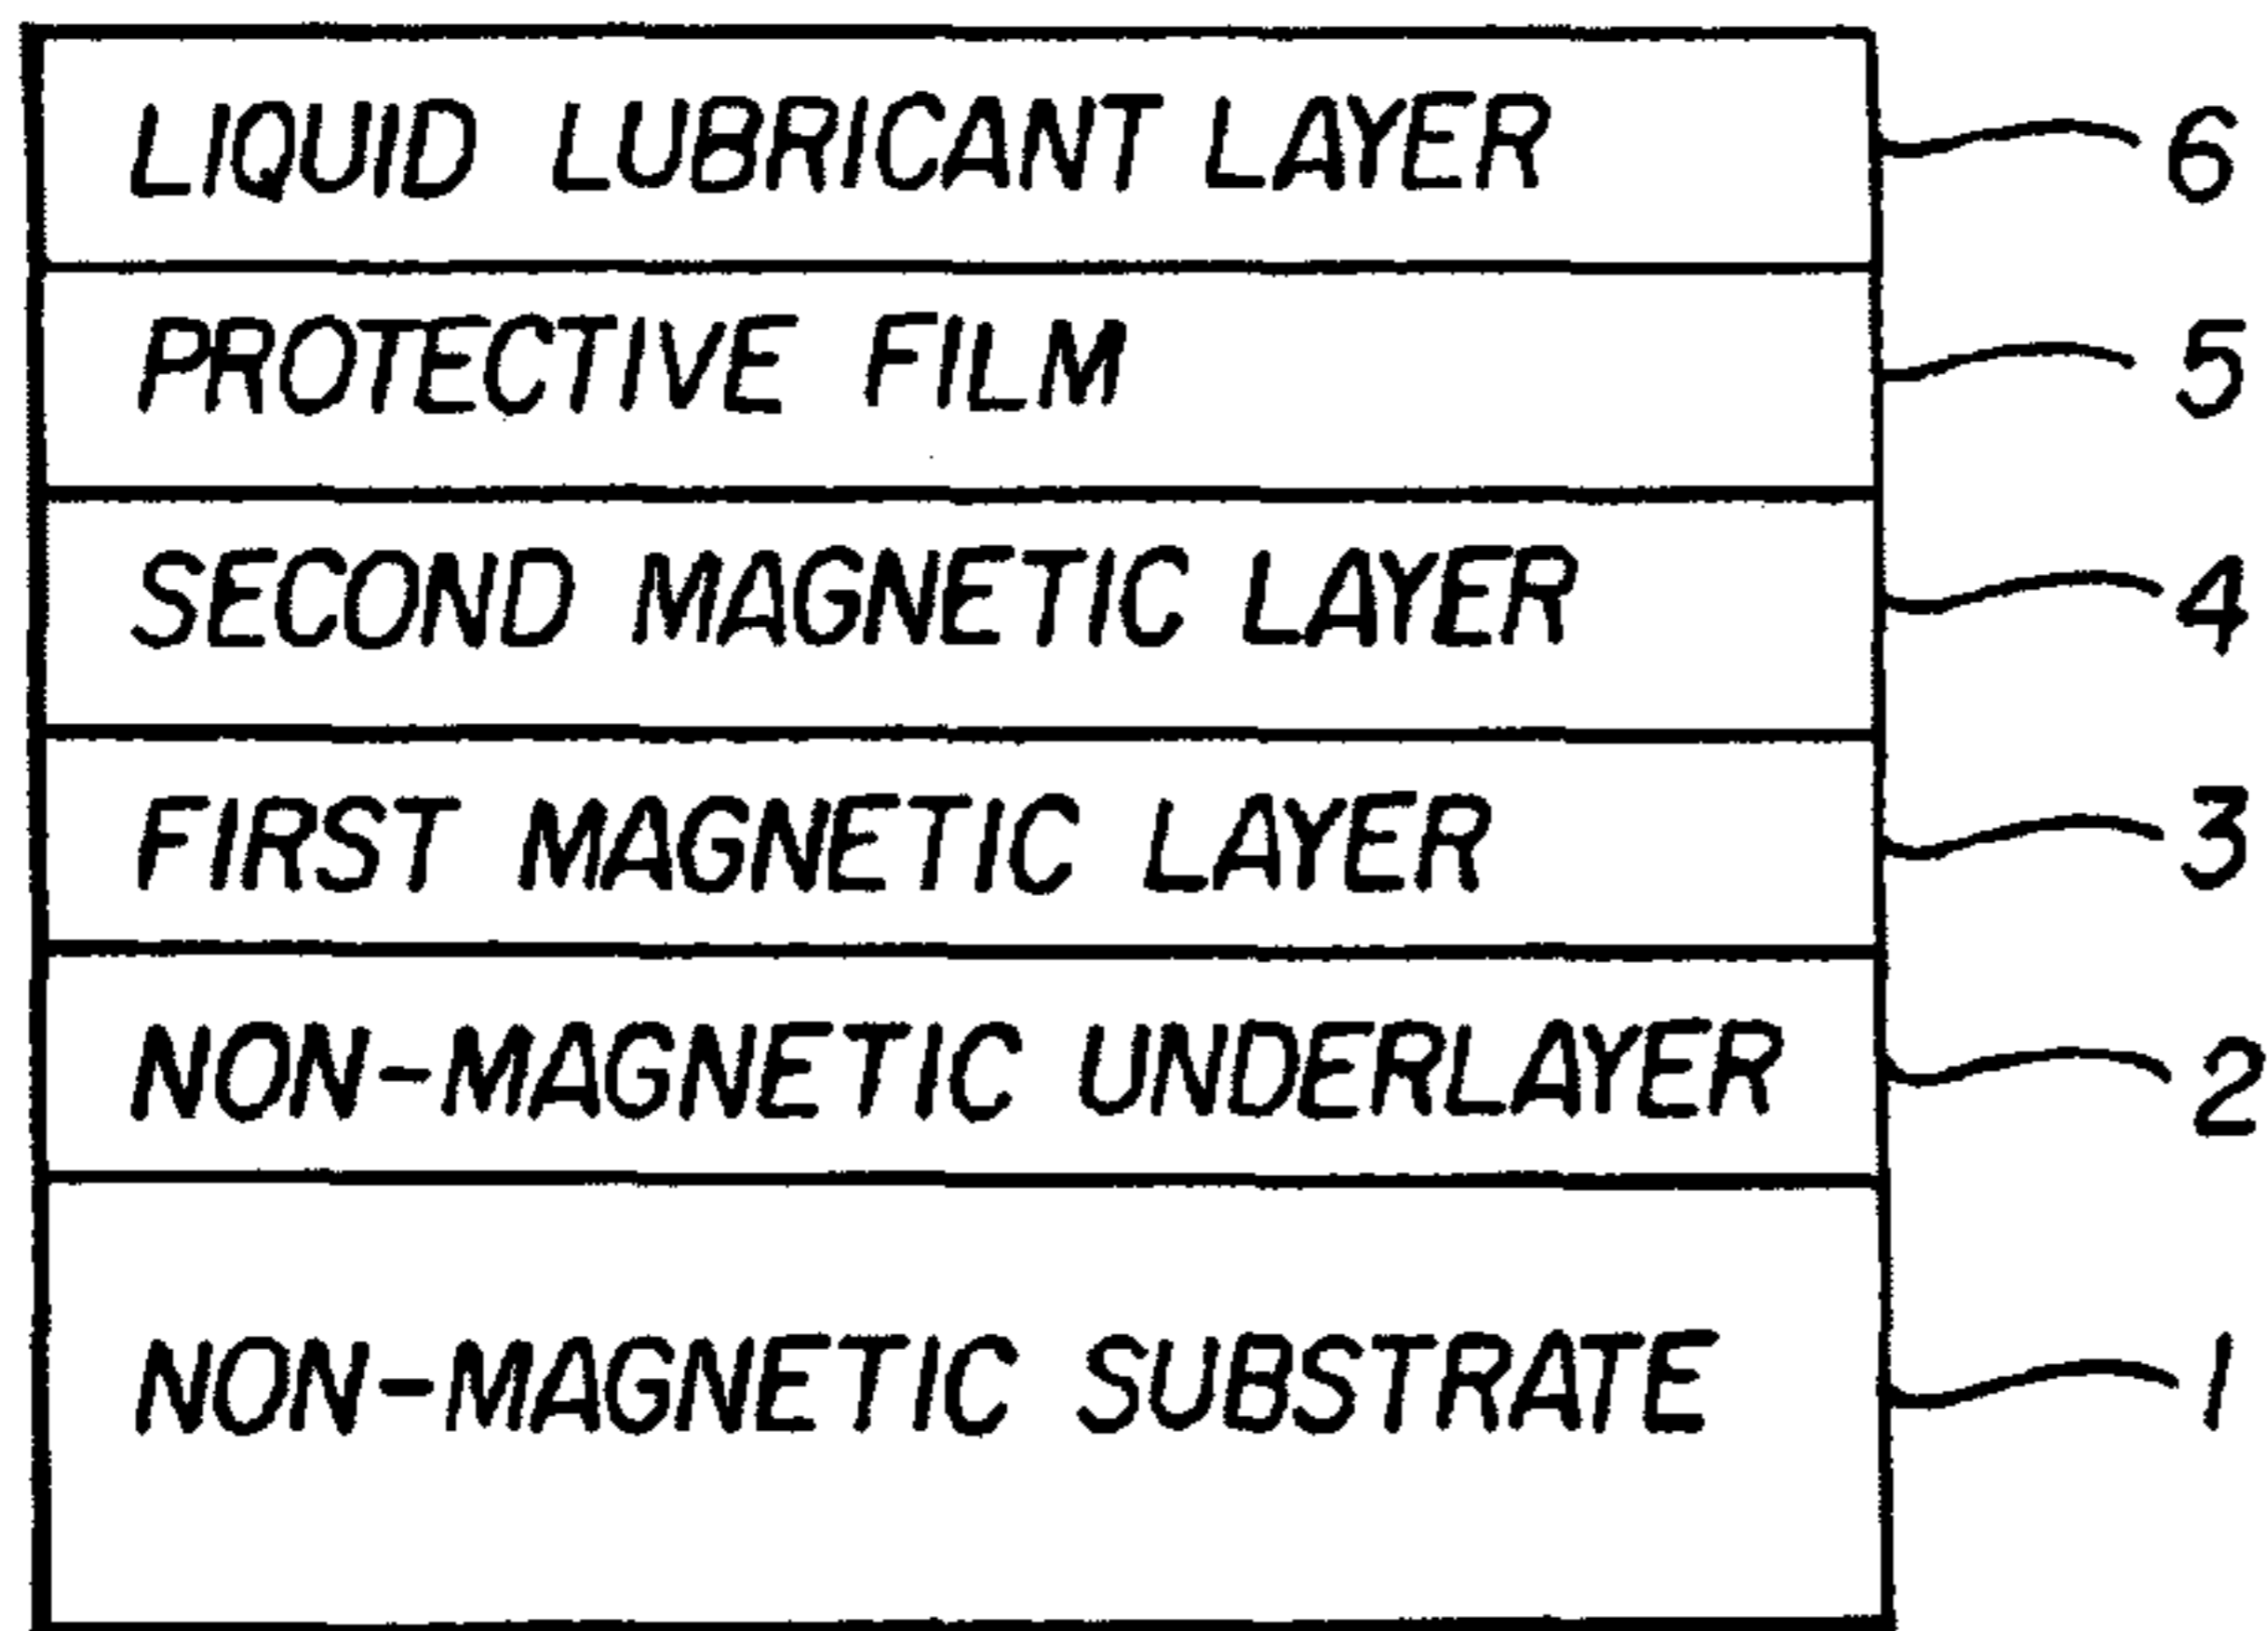 LIQUID LUBRICANT LAYER 6
PROTECTIVE FILM 5
SECOND MAGNETIC LAYER 4
FIRST MAGNETIC LAYER 3
NON-MAGNETIC UNDERLAYER 2
NON-MAGNETIC SUBSTRATE 1